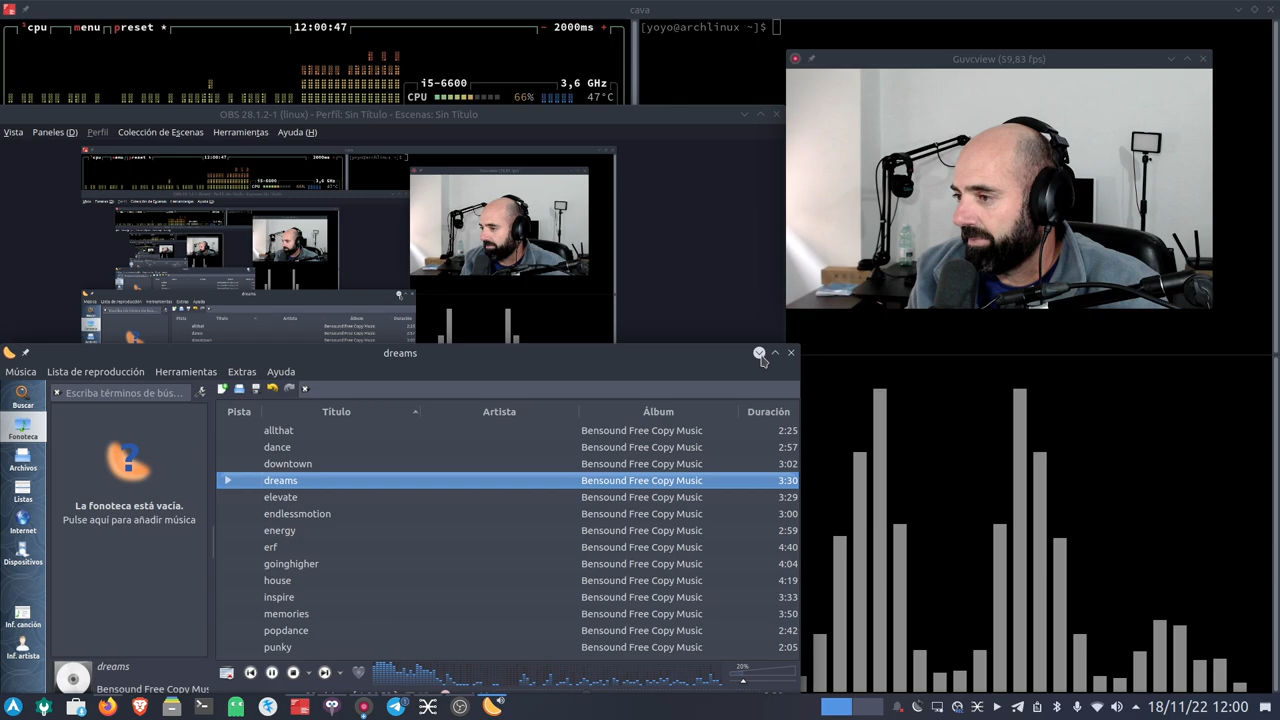 cava
cpu menu preset * 12:00:47 - 2000ms +
[yoyo@archlinux ~]$
i5-6600 3,6 GHz
CPU 66% 47°C
Guvcview (59,83 fps)
OBS 28.1.2-1 (linux) - Perfil: Sin Título - Escenas: Sin Título
Vista Paneles (D) Perfil Colección de Escenas Herramientas Ayuda (H)
dreams
Música Lista de reproducción Herramientas Extras Ayuda
Escriba términos de bús...
Buscar
Fonoteca
Archivos
Listas
Internet
Dispositivos
Inf. canción
Inf. artista
La fonoteca está vacía.
Pulse aquí para añadir música
Pista Título Artista Álbum Duración
allthat Bensound Free Copy Music 2:25
dance Bensound Free Copy Music 2:57
downtown Bensound Free Copy Music 3:02
dreams Bensound Free Copy Music 3:30
elevate Bensound Free Copy Music 3:29
endlessmotion Bensound Free Copy Music 3:00
energy Bensound Free Copy Music 2:59
erf Bensound Free Copy Music 4:40
goinghigher Bensound Free Copy Music 4:04
house Bensound Free Copy Music 4:19
inspire Bensound Free Copy Music 3:33
memories Bensound Free Copy Music 3:50
popdance Bensound Free Copy Music 2:42
punky Bensound Free Copy Music 2:05
dreams
Bensound Free Copy Mus
20%
18/11/22 12:00